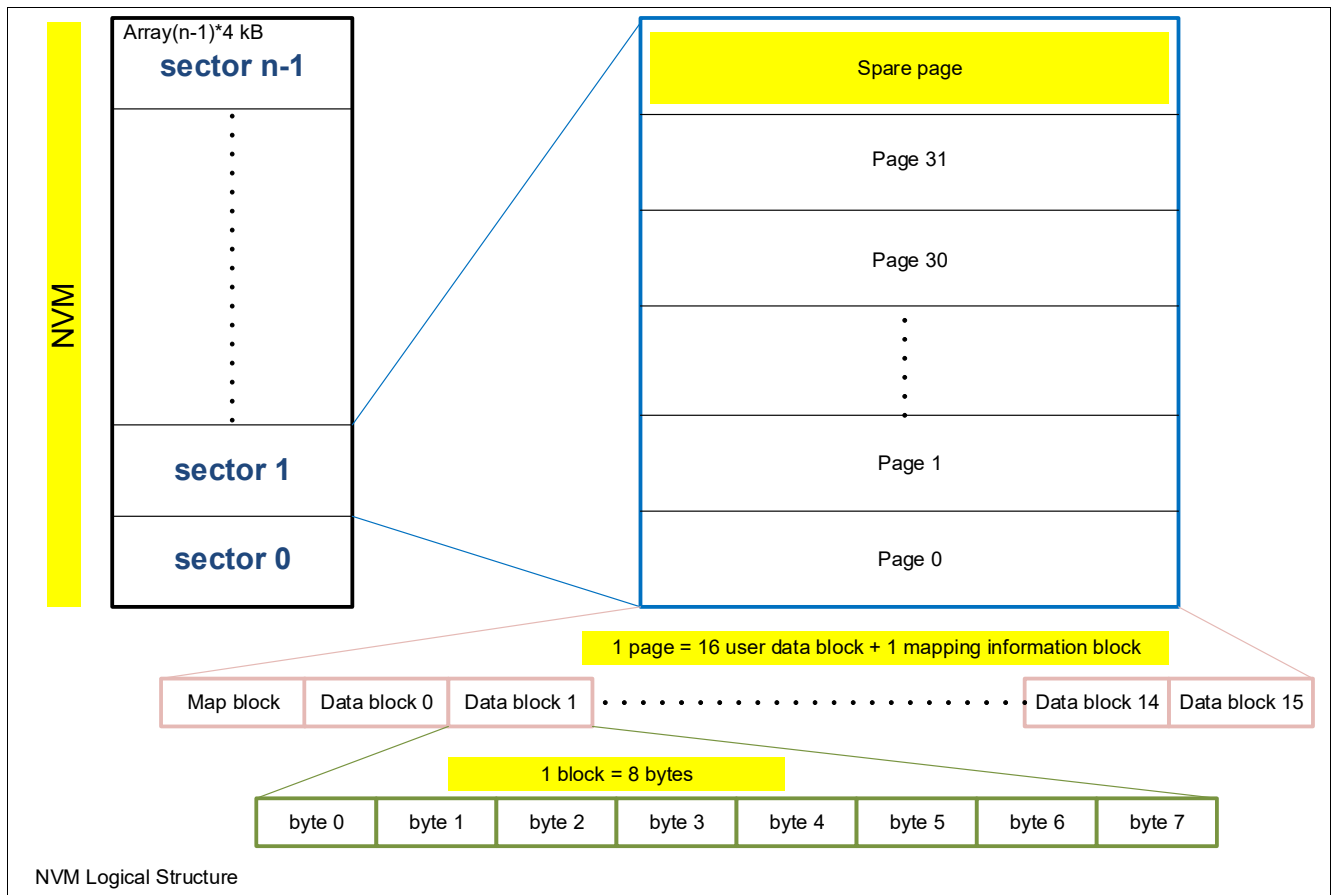 NVM
Array(n-1)*4 kB
sector n-1
sector 1
sector 0
Spare page
Page 31
Page 30
Page 1
Page 0
1 page = 16 user data block + 1 mapping information block
Map block
Data block 0
Data block 1
Data block 14
Data block 15
1 block = 8 bytes
byte 0
byte 1
byte 2
byte 3
byte 4
byte 5
byte 6
byte 7
NVM Logical Structure